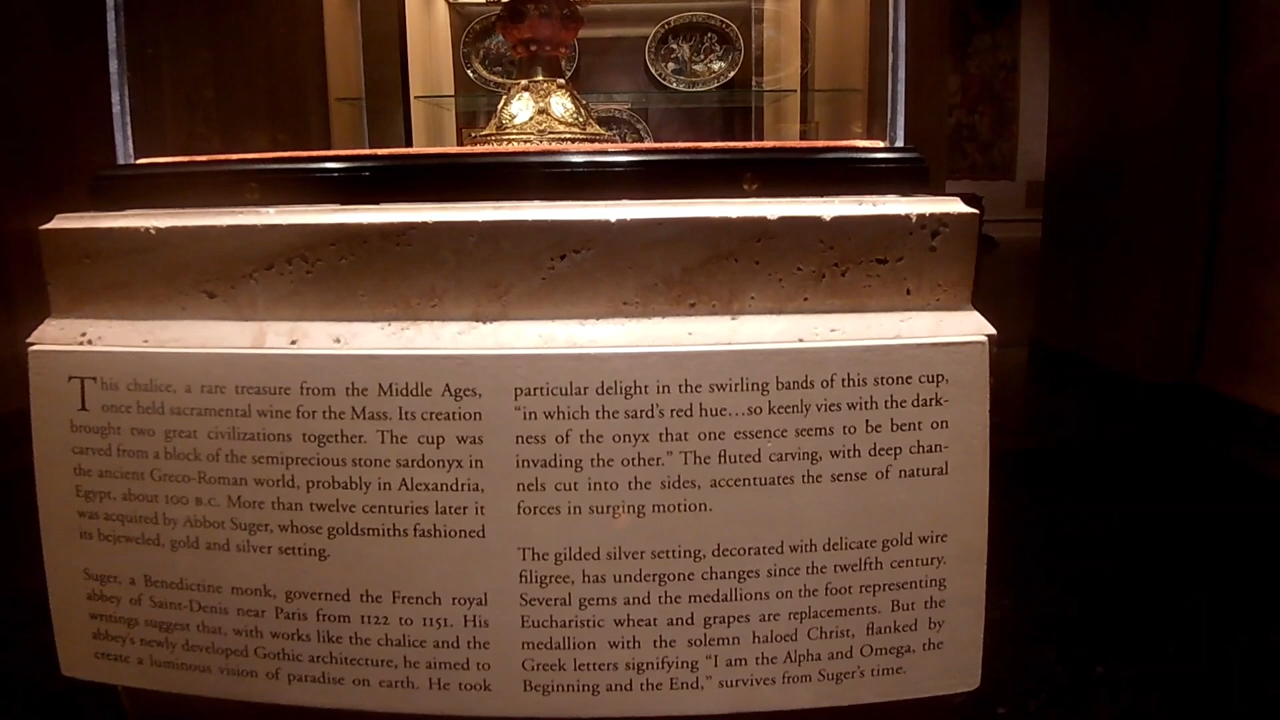 This chalice, a rare treasure from the Middle Ages,
once held sacramental wine for the Mass. Its creation
brought two great civilizations together. The cup was
carved from a block of the semiprecious stone sardonyx in
the ancient Greco-Roman world, probably in Alexandria,
Egypt, about 100 B.C. More than twelve centuries later it
was acquired by Abbot Suger, whose goldsmiths fashioned
its bejeweled, gold and silver setting.
Suger, a Benedictine monk, governed the French royal
abbey of Saint-Denis near Paris from 1122 to 1151. His
writings suggest that, with works like the chalice and the
abbey's newly developed Gothic architecture, he aimed to
create a luminous vision of paradise on earth. He took
particular delight in the swirling bands of this stone cup,
“in which the sard's red hue...so keenly vies with the dark-
ness of the onyx that one essence seems to be bent on
invading the other.” The fluted carving, with deep chan-
nels cut into the sides, accentuates the sense of natural
forces in surging motion.
The gilded silver setting, decorated with delicate gold wire
filigree, has undergone changes since the twelfth century.
Several gems and the medallions on the foot representing
Eucharistic wheat and grapes are replacements. But the
medallion with the solemn haloed Christ, flanked by
Greek letters signifying “I am the Alpha and Omega, the
Beginning and the End,” survives from Suger's time.